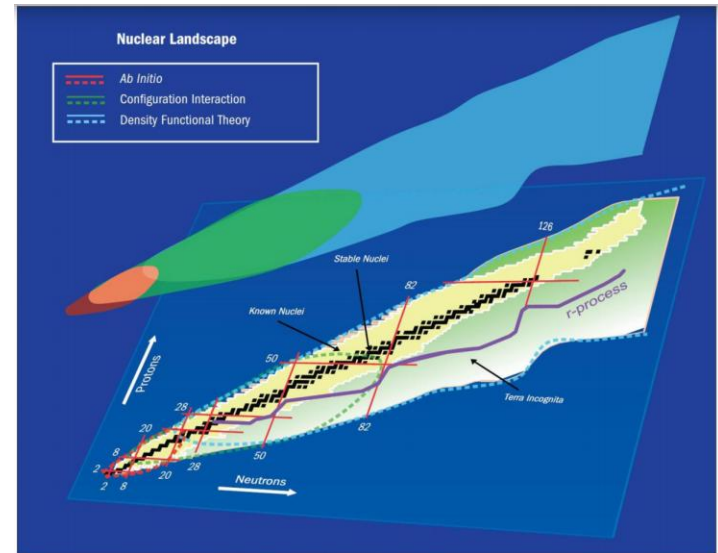 Nuclear Landscape
Ab Initio
Configuration Interaction
Density Functional Theory
126
Stable Nuclei
82
Known Nuclei
r-process
50
Protons
28
Terra Incognita
20
82
8
50
28
2
20
2
8
Neutrons